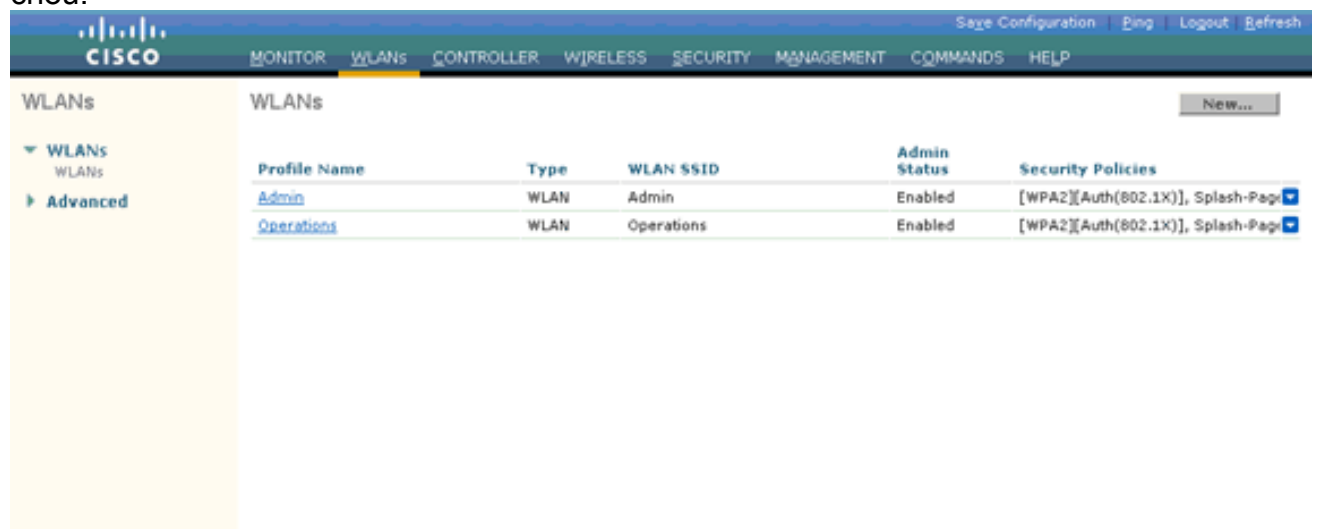 Save Configuration | Ping | Logout | Refresh
CISCO
MONITOR WLANs CONTROLLER WIRELESS SECURITY MANAGEMENT COMMANDS HELP
WLANs
WLANs
WLANs
Advanced
WLANs
New...
Profile Name Type WLAN SSID Admin Status Security Policies
Admin WLAN Admin Enabled [WPA2][Auth(802.1X)], Splash-Pag
Operations WLAN Operations Enabled [WPA2][Auth(802.1X)], Splash-Pag